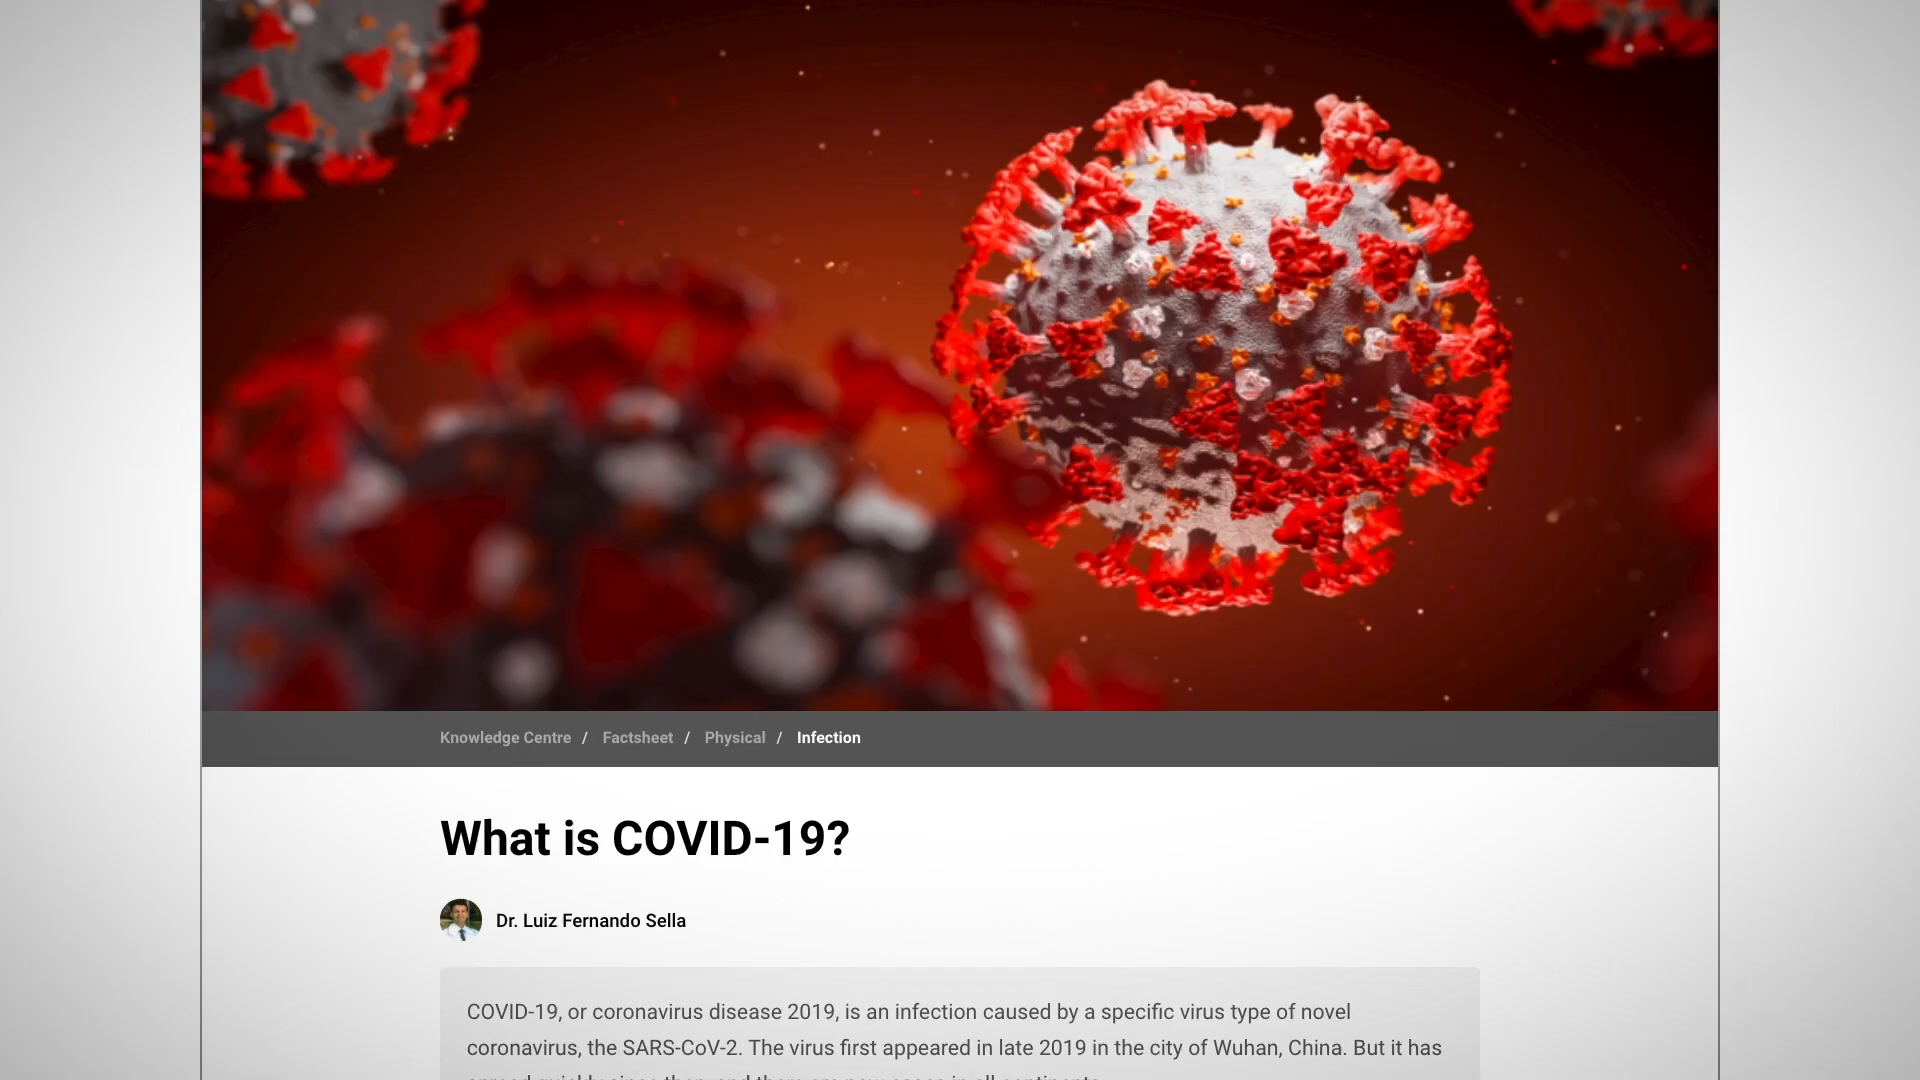 Knowledge Centre / Factsheet / Physical / Infection
What is COVID-19?
Dr. Luiz Fernando Sella
COVID-19, or coronavirus disease 2019, is an infection caused by a specific virus type of novel
coronavirus, the SARS-CoV-2. The virus first appeared in late 2019 in the city of Wuhan, China. But it has